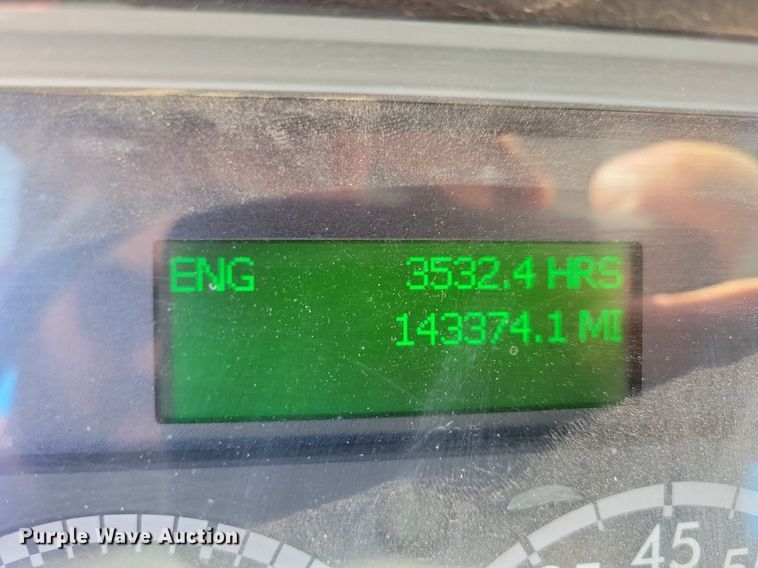 ENG 3532.4 HRS
143374.1 MI
45
Purple Wave Auction